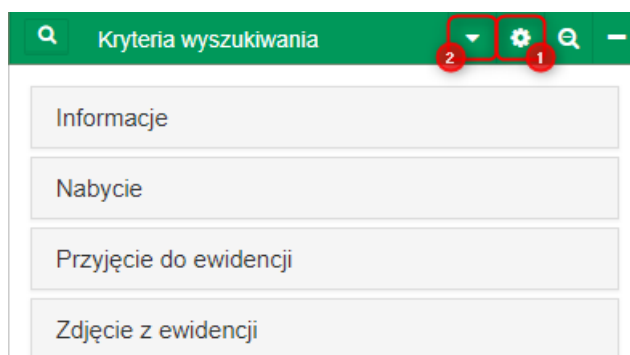 Kryteria wyszukiwania
2 1
Informacje
Nabycie
Przyjęcie do ewidencji
Zdjęcie z ewidencji